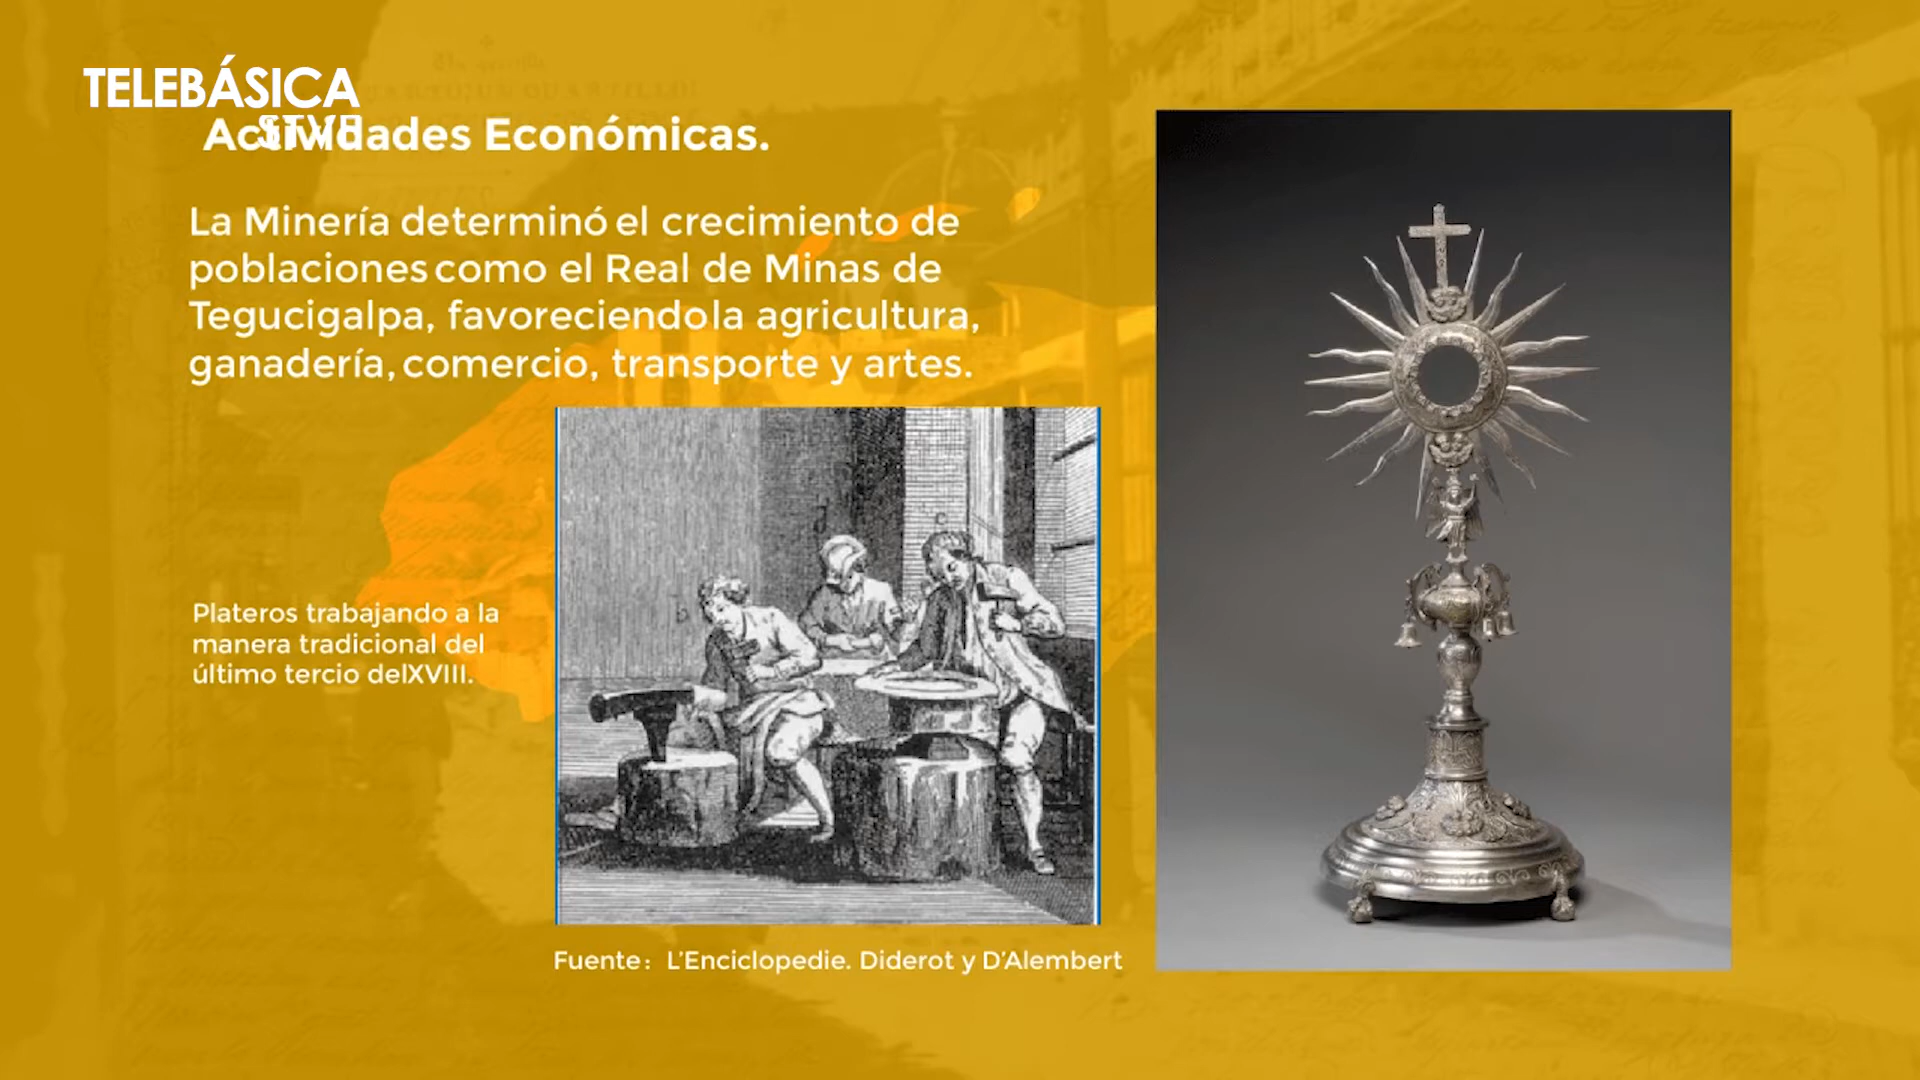 TELEBÁSICA
STVE
Actividades Económicas.
La Minería determinó el crecimiento de
poblaciones como el Real de Minas de
Tegucigalpa, favoreciendola agricultura,
ganadería, comercio, transporte y artes.
Plateros trabajando a la
manera tradicional del
último tercio delXVIII.
d
c
b
Fuente: L'Enciclopedie. Diderot y D'Alembert